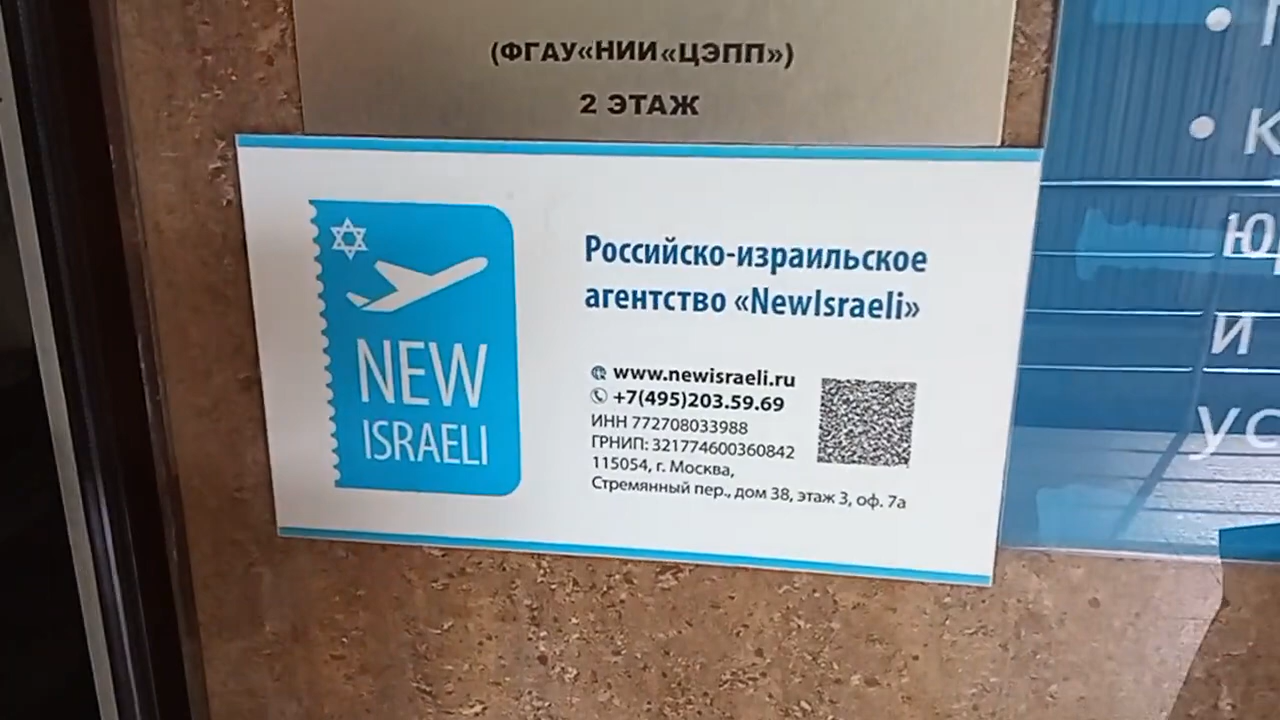 (ФГАУ«НИИ«ЦЭПП»)
2 ЭТАЖ
NEW
ISRAELI
Российско-израильское
агентство «NewIsraeli»
www.newisraeli.ru
+7(495)203.59.69
ИНН 772708033988
ГРНИП: 321774600360842
115054, г. Москва,
Стремянный пер., дом 38, этаж 3, оф. 7а
и